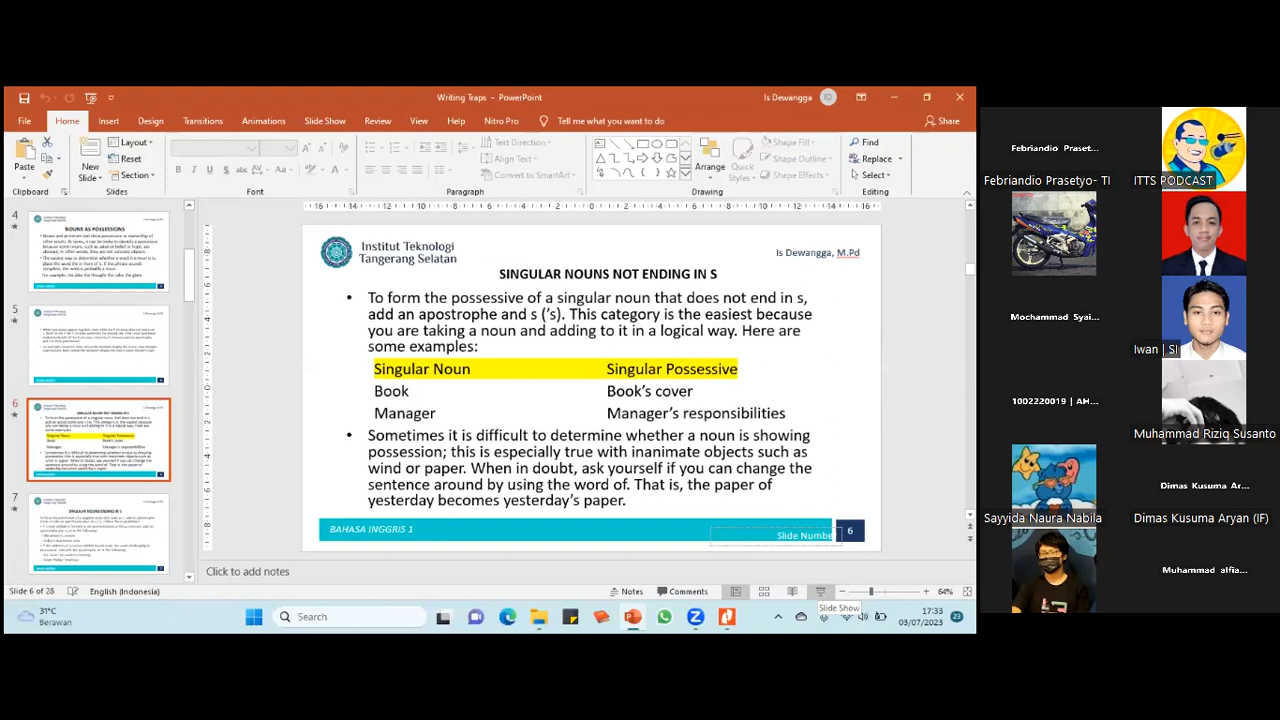 Writing Traps - PowerPoint
Is Dewangga
ID
File
Home
Insert
Design
Transitions
Animations
Slide Show
Review
View
Help
Nitro Pro
Tell me what you want to do
Share
Paste
Clipboard
New
Slide
Layout
Reset
Section
Slides
Font
Text Direction
Align Text
Convert to SmartArt
Paragraph
Arrange
Quick
Styles
Shape Fill
Shape Outline
Shape Effects
Drawing
Find
Replace
Select
Editing
4
NOUNS AS POSSESSIONS
5
6
7
Institut Teknologi
Tangerang Selatan
Is Dewangga, M.Pd
SINGULAR NOUNS NOT ENDING IN S
• To form the possessive of a singular noun that does not end in s,
add an apostrophe and s ('s). This category is the easiest because
you are taking a noun and adding to it in a logical way. Here are
some examples:
Singular Noun Singular Possessive
Book Book's cover
Manager Manager's responsibilities
• Sometimes it is difficult to determine whether a noun is showing
possession; this is especially true with inanimate objects such as
wind or paper. When in doubt, ask yourself if you can change the
sentence around by using the word of. That is, the paper of
yesterday become yesterday's paper.
BAHASA INGGRIS 1
Slide Number
6
Click to add notes
Slide 6 of 28
English (Indonesia)
Notes
Comments
64%
Slide Show
31°C
Berawan
Search
17:33
03/07/2023
23
Febriandio Praset...
Febriandio Prasetyo- TI
ITTS PODCAST
Mochammad Syai...
Iwan | SI
1002220019 | AH...
Muhammad Riziq Susanto
Sayyida Naura Nabila
Dimas Kusuma Ar...
Dimas Kusuma Aryan (IF)
Muhammad alfia...